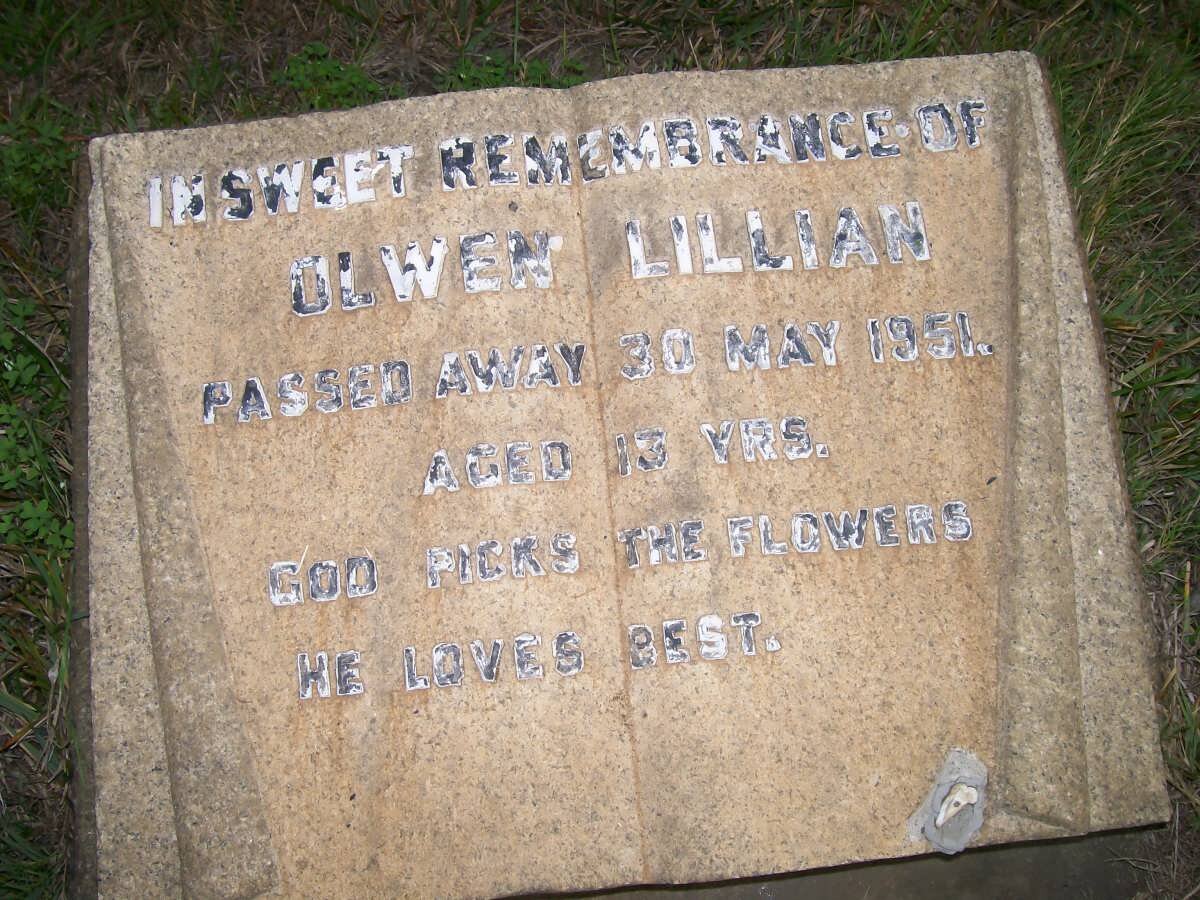 IN SWEET REMEMBRANCE OF
OLWEN LILLIAN
PASSED AWAY 30 MAY 1951.
AGED 13 YRS.
GOD PICKS THE FLOWERS
HE LOVES BEST.